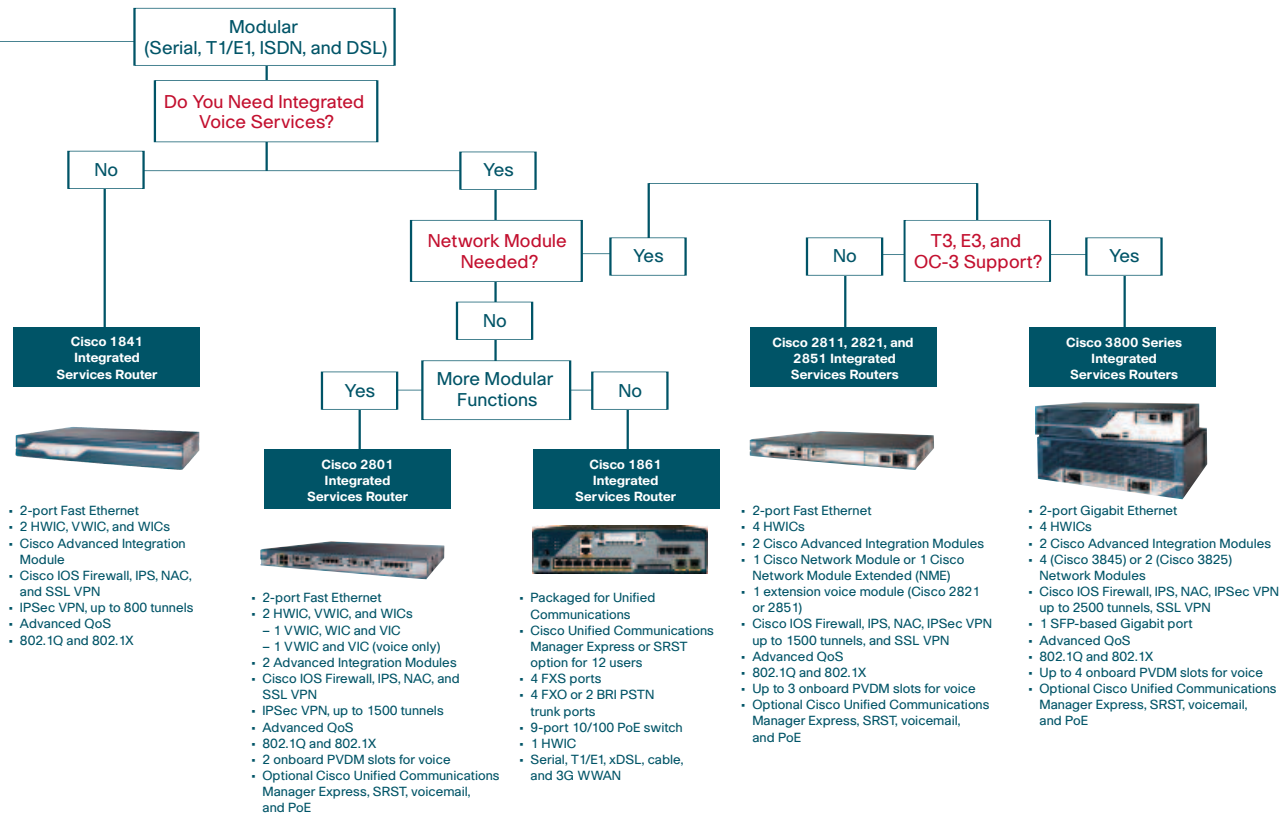 Modular
(Serial, T1/E1, ISDN, and DSL)
Do You Need Integrated
Voice Services?
No
Yes
Network Module
Needed?
Yes
No
T3, E3, and
OC-3 Support?
Yes
No
Yes
More Modular
Functions
No
Cisco 1841
Integrated
Services Router
▪ 2-port Fast Ethernet
▪ 2 HWIC, VWIC, and WICs
▪ Cisco Advanced Integration
Module
▪ Cisco IOS Firewall, IPS, NAC,
and SSL VPN
▪ IPSec VPN, up to 800 tunnels
▪ Advanced QoS
▪ 802.1Q and 802.1X
Cisco 2801
Integrated
Services Router
▪ 2-port Fast Ethernet
▪ 2 HWIC, VWIC, and WICs
– 1 VWIC, WIC and VIC
– 1 VWIC and VIC (voice only)
▪ 2 Advanced Integration Modules
▪ Cisco IOS Firewall, IPS, NAC, and
SSL VPN
▪ IPSec VPN, up to 1500 tunnels
▪ Advanced QoS
▪ 802.1Q and 802.1X
▪ 2 onboard PVDM slots for voice
▪ Optional Cisco Unified Communications
Manager Express, SRST, voicemail,
and PoE
Cisco 1861
Integrated
Services Router
▪ Packaged for Unified
Communications
▪ Cisco Unified Communications
Manager Express or SRST
option for 12 users
▪ 4 FXS ports
▪ 4 FXO or 2 BRI PSTN
trunk ports
▪ 9-port 10/100 PoE switch
▪ 1 HWIC
▪ Serial, T1/E1, xDSL, cable,
and 3G WWAN
Cisco 2811, 2821, and
2851 Integrated
Services Routers
▪ 2-port Fast Ethernet
▪ 4 HWICs
▪ 2 Cisco Advanced Integration Modules
▪ 1 Cisco Network Module or 1 Cisco
Network Module Extended (NME)
▪ 1 extension voice module (Cisco 2821
or 2851)
▪ Cisco IOS Firewall, IPS, NAC, IPSec VPN
up to 1500 tunnels, and SSL VPN
▪ Advanced QoS
▪ 802.1Q and 802.1X
▪ Up to 3 onboard PVDM slots for voice
▪ Optional Cisco Unified Communications
Manager Express, SRST, voicemail,
and PoE
Cisco 3800 Series
Integrated
Services Routers
▪ 2-port Gigabit Ethernet
▪ 4 HWICs
▪ 2 Cisco Advanced Integration Modules
▪ 4 (Cisco 3845) or 2 (Cisco 3825)
Network Modules
▪ Cisco IOS Firewall, IPS, NAC, IPSec VPN
up to 2500 tunnels, SSL VPN
▪ 1 SFP-based Gigabit port
▪ Advanced QoS
▪ 802.1Q and 802.1X
▪ Up to 4 onboard PVDM slots for voice
▪ Optional Cisco Unified Communications
Manager Express, SRST, voicemail,
and PoE